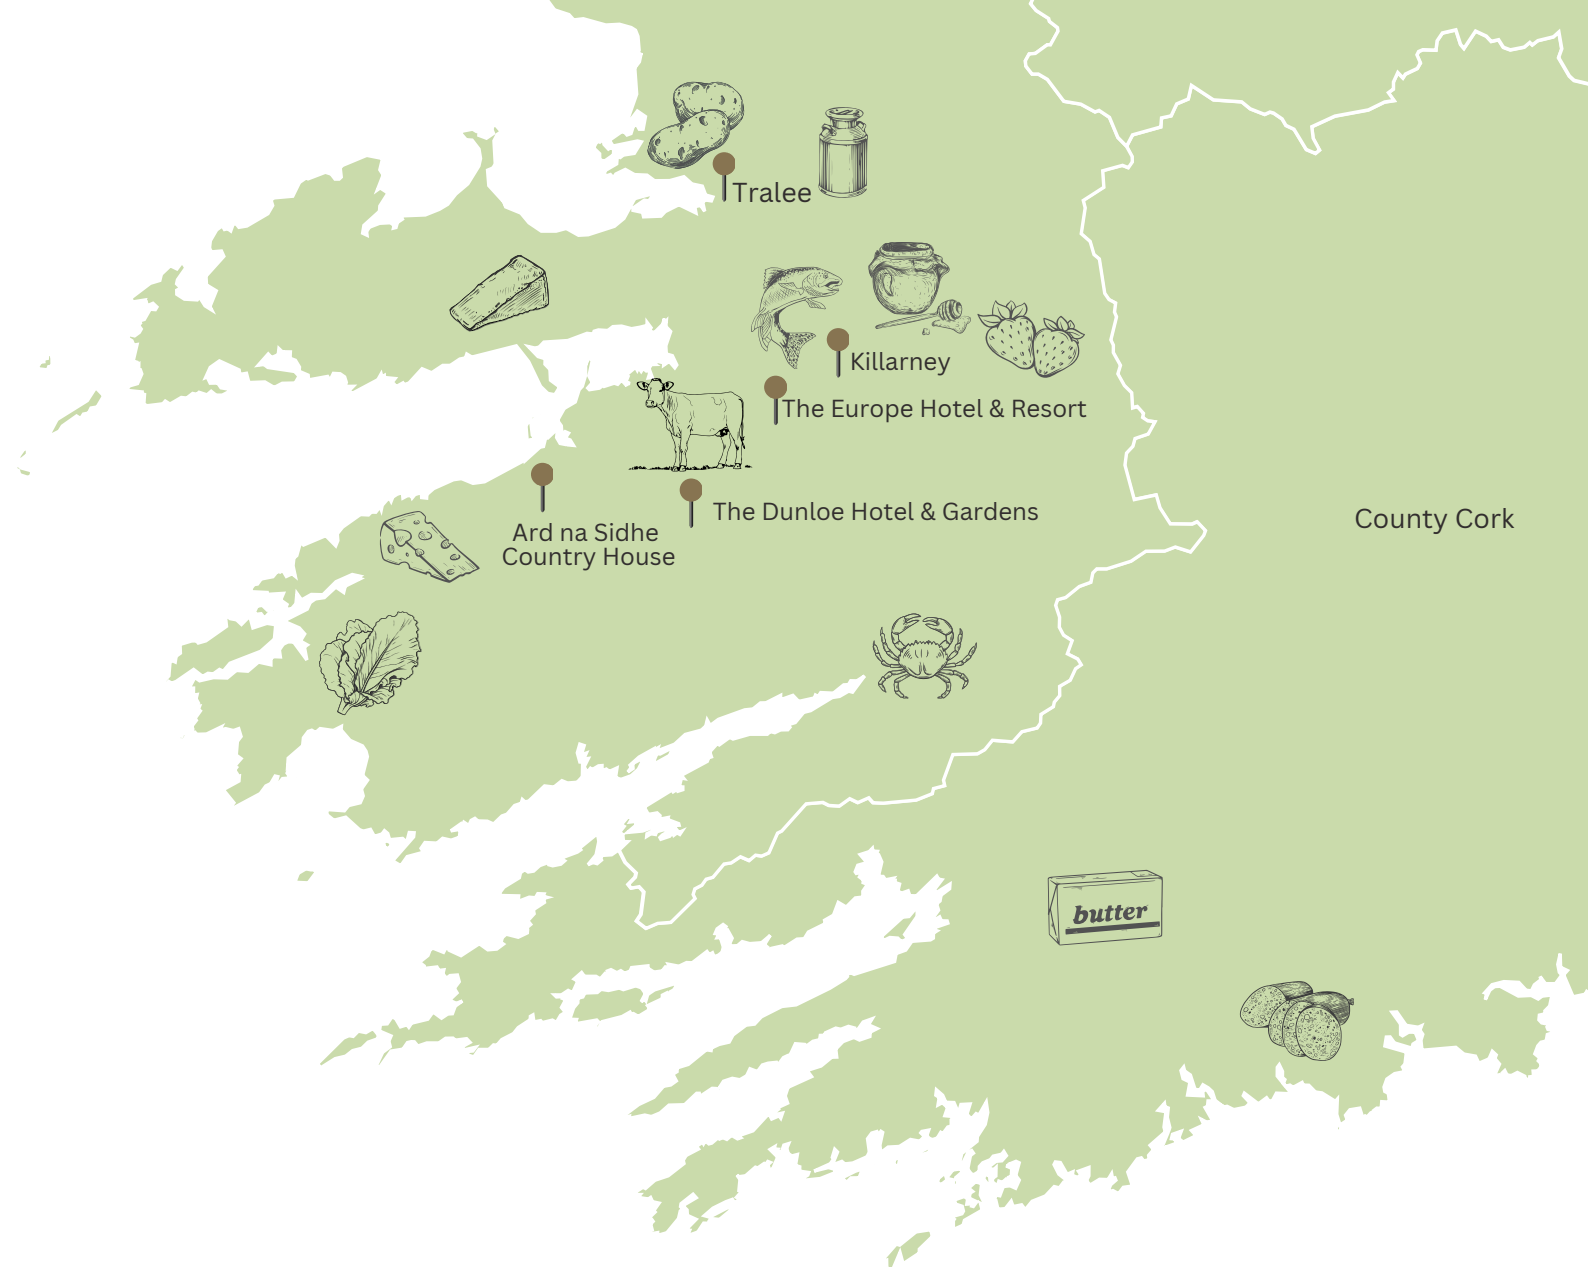 Tralee
Killarney
The Europe Hotel & Resort
The Dunloe Hotel & Gardens
County Cork
Ard na Sidhe
Country House
butter